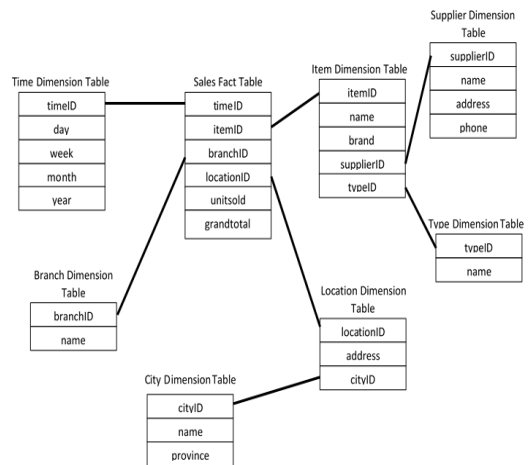 Supplier Dimension
Table
supplierID
name
address
phone
Time Dimension Table
timeID
day
week
month
year
Sales Fact Table
timeID
itemID
branchID
locationID
unitsold
grandtotal
Item Dimension Table
itemID
name
brand
supplierID
typeID
Type Dimension Table
typeID
name
Branch Dimension
Table
branchID
name
Location Dimension
Table
locationID
address
cityID
City Dimension Table
cityID
name
province